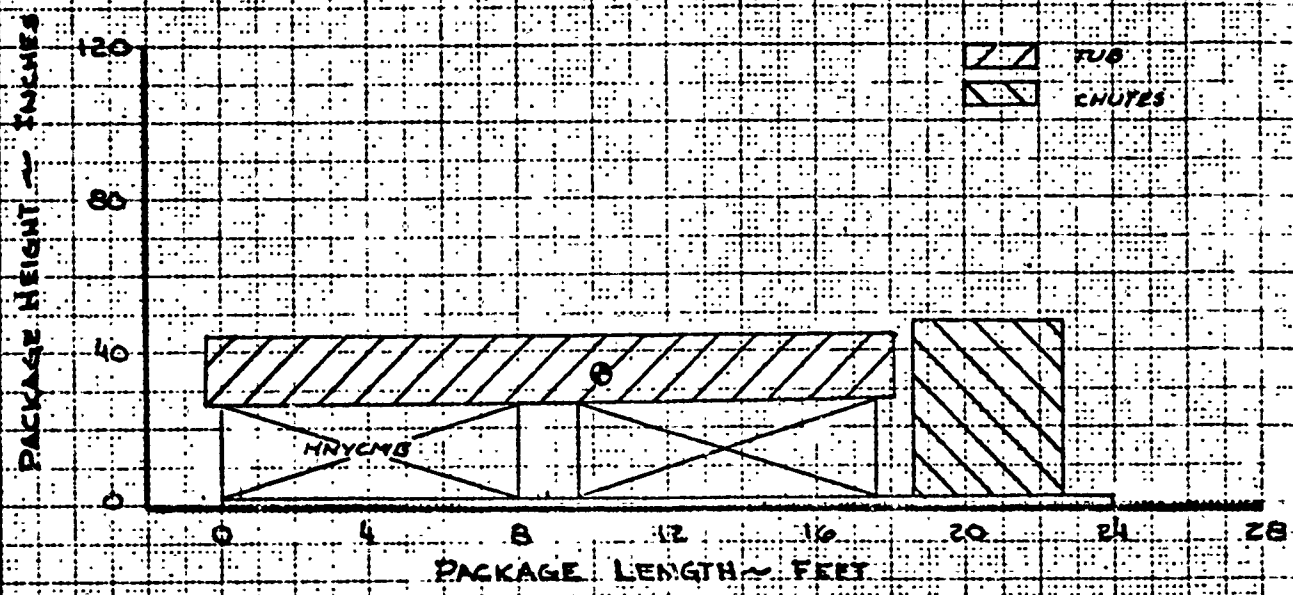 PACKAGE HEIGHT ~ INCHES
120
80
40
0
TUB
CHUTES
HNYCMB
0 4 8 12 16 20 24 28
PACKAGE LENGTH ~ FEET